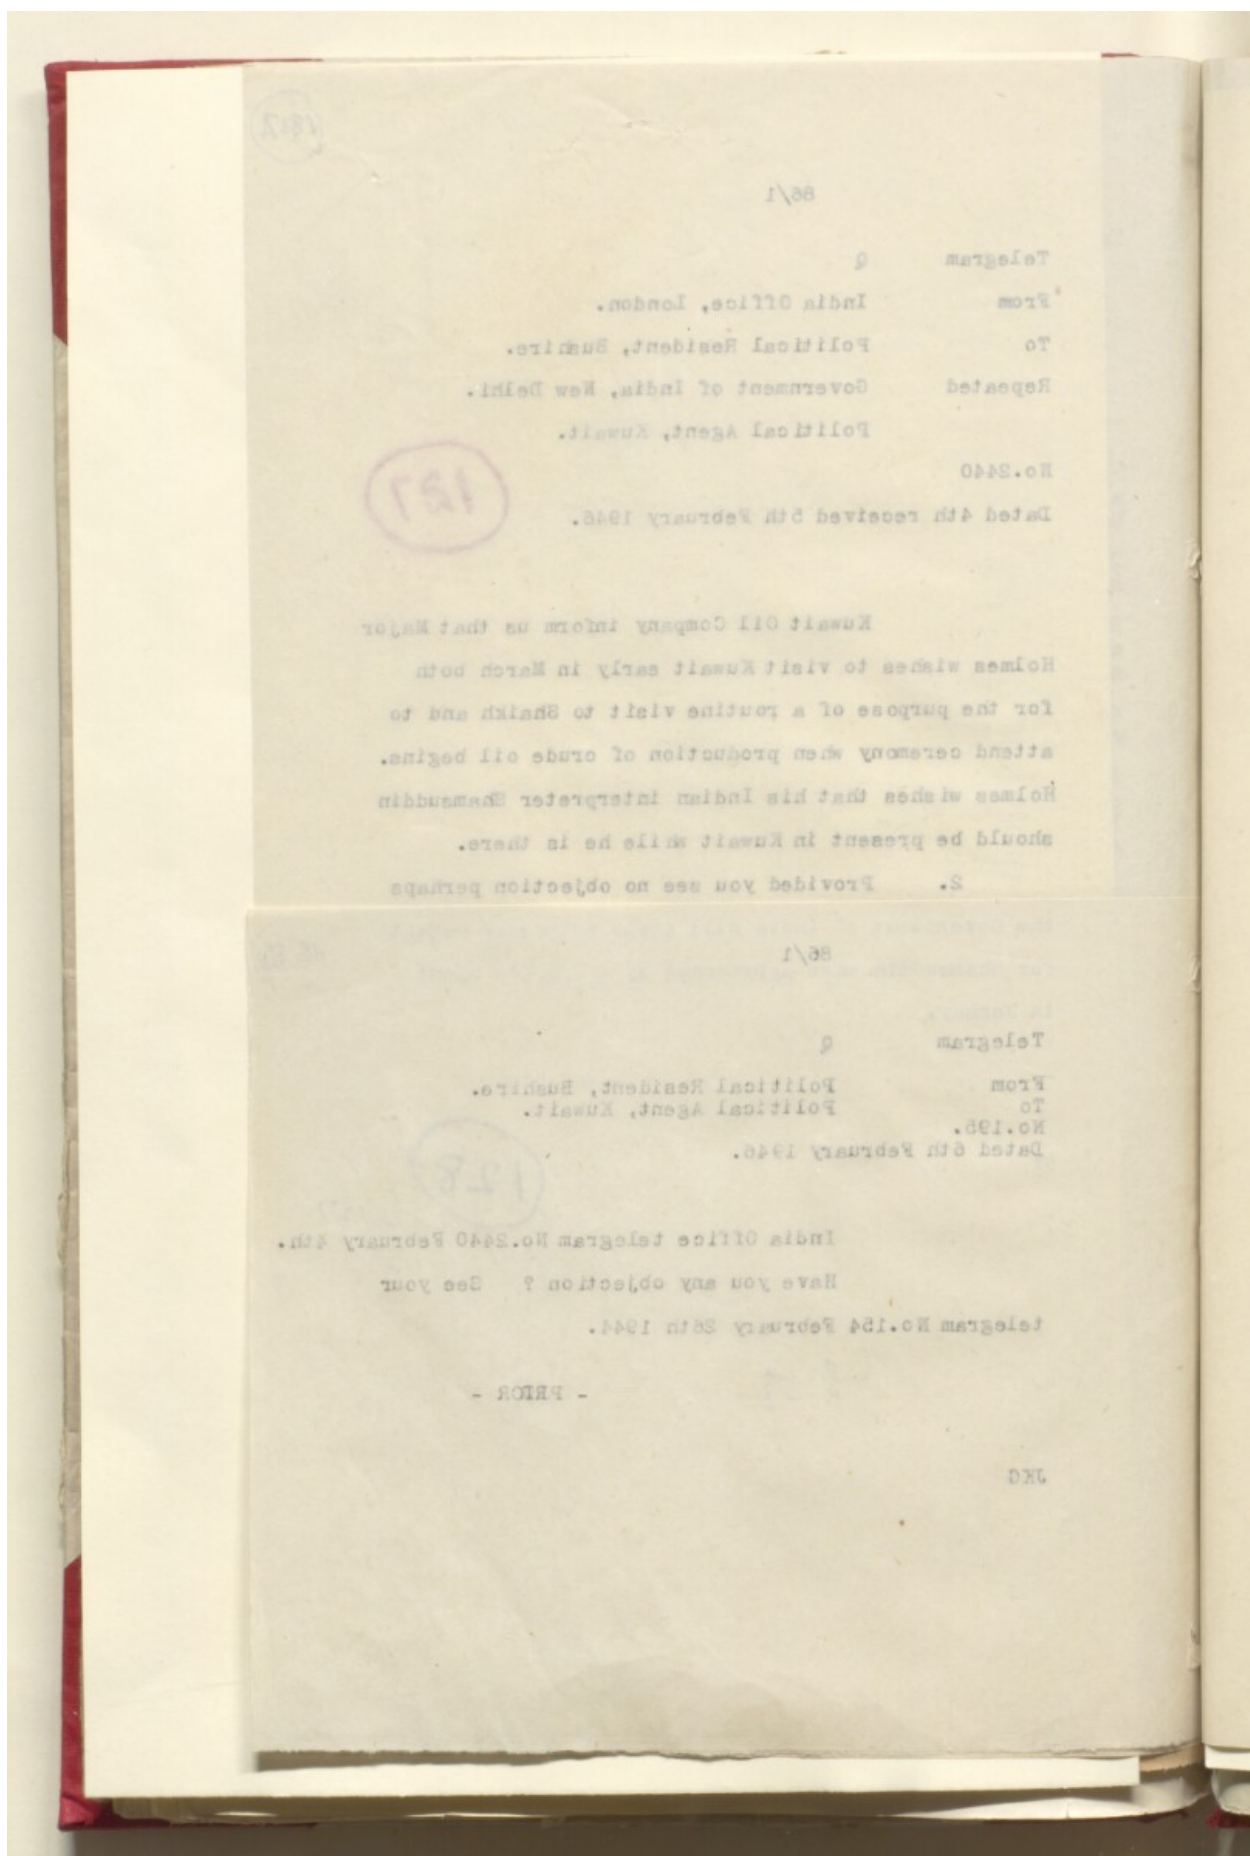 86/1
Telegram Q
From India Office, London.
To Political Resident, Bushire.
Repeated Government of India, New Delhi.
Political Agent, Kuwait.
No.2440
Dated 4th received 5th February 1946.
127
Kuwait Oil Company inform us that Major
Holmes wishes to visit Kuwait early in March both
for the purpose of a routine visit to Shaikh and to
attend ceremony when production of crude oil begins.
Holmes wishes that his Indian interpreter Shamsuddin
should be present in Kuwait while he is there.
2. Provided you see no objection perhaps
86/1
Telegram Q
From Political Resident, Bushire.
To Political Agent, Kuwait.
No.195.
Dated 6th February 1946.
128
India Office telegram No.2440 February 4th.
Have you any objection ? See your
telegram No.154 February 26th 1944.
- PRIOR -
JKG